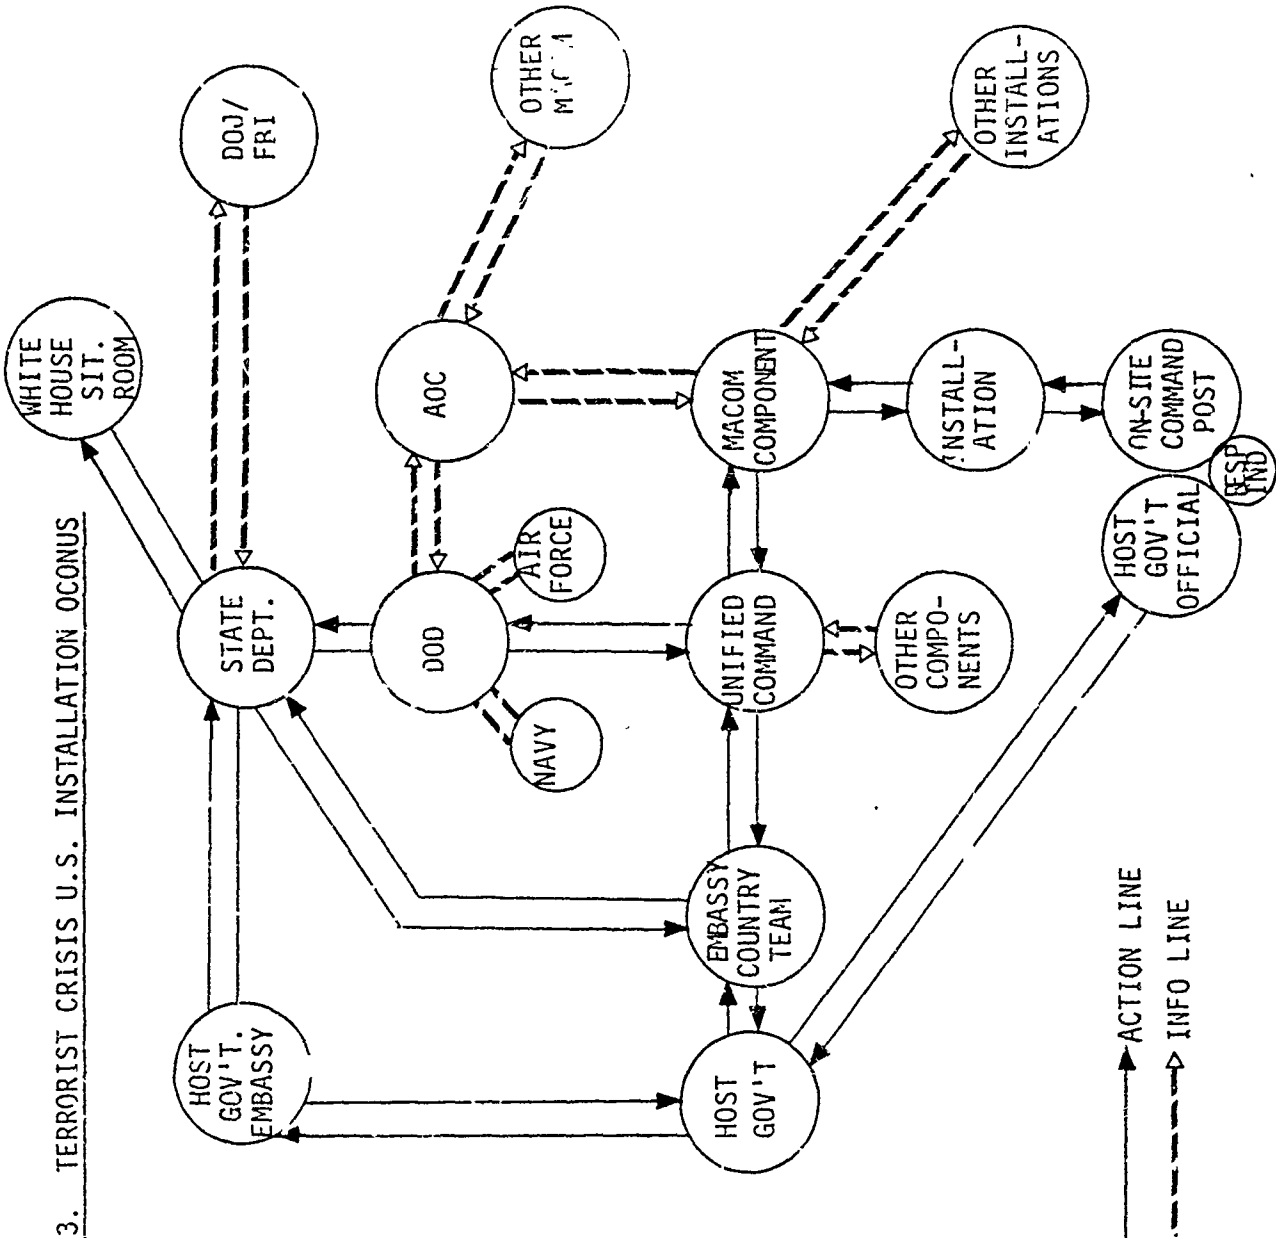 3. TERRORIST CRISIS U.S. INSTALLATION OCONUS
WHITE
HOUSE
SIT.
ROOM
DOJ/
FBI
HOST
GOV'T.
EMBASSY
STATE
DEPT.
OTHER
NAVY
DOD
AIR
FORCE
AOC
HOST
GOV'T
EMBASSY
COUNTRY
TEAM
UNIFIED
COMMAND
MACOM
COMPONENT
OTHER
INSTALL-
ATIONS
OTHER
COMPO-
NENTS
INSTALL-
ATION
HOST
GOV'T
OFFICIAL
ON-SITE
COMMAND
POST
RESP
IND
ACTION LINE
INFO LINE